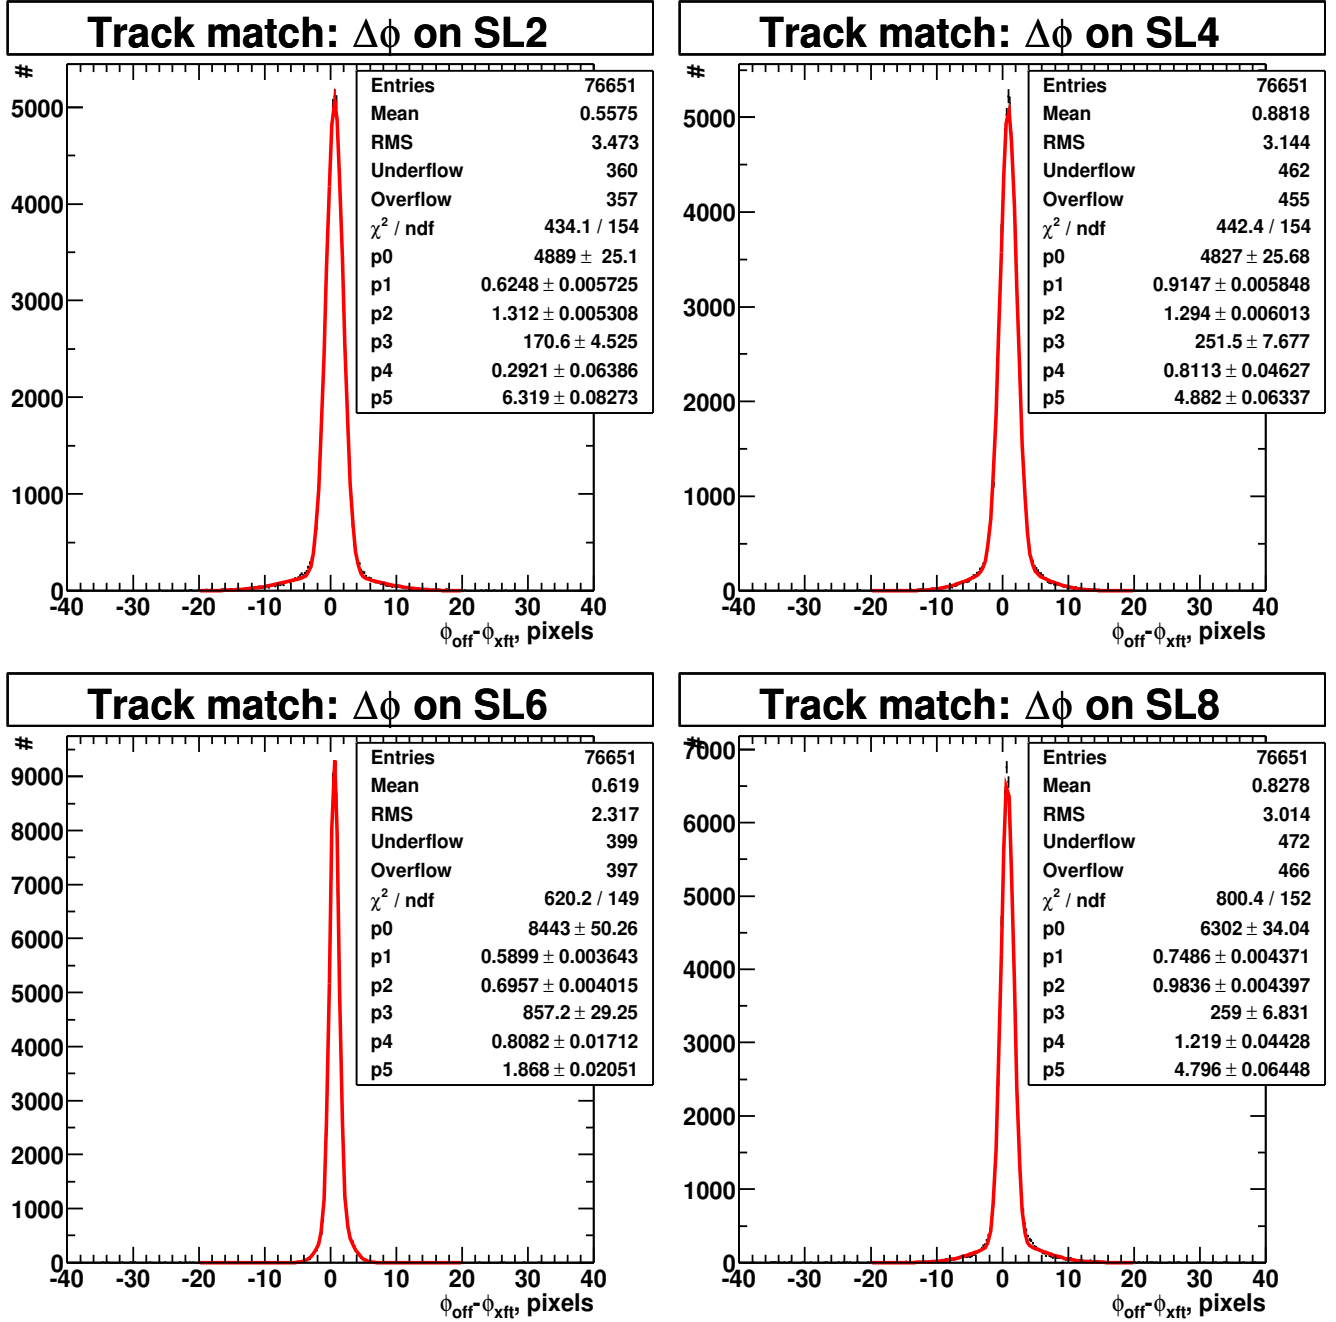 Track match: Δϕ on SL2
#
5000
4000
3000
2000
1000
0
-40 -30 -20 -10 0 10 20 30 40
ϕoff-ϕxft, pixels
Entries 76651
Mean 0.5575
RMS 3.473
Underflow 360
Overflow 357
χ² / ndf 434.1 / 154
p0 4889 ± 25.1
p1 0.6248 ± 0.005725
p2 1.312 ± 0.005308
p3 170.6 ± 4.525
p4 0.2921 ± 0.06386
p5 6.319 ± 0.08273
Track match: Δϕ on SL4
#
5000
4000
3000
2000
1000
0
-40 -30 -20 -10 0 10 20 30 40
ϕoff-ϕxft, pixels
Entries 76651
Mean 0.8818
RMS 3.144
Underflow 462
Overflow 455
χ² / ndf 442.4 / 154
p0 4827 ± 25.68
p1 0.9147 ± 0.005848
p2 1.294 ± 0.006013
p3 251.5 ± 7.677
p4 0.8113 ± 0.04627
p5 4.882 ± 0.06337
Track match: Δϕ on SL6
#
9000
8000
7000
6000
5000
4000
3000
2000
1000
0
-40 -30 -20 -10 0 10 20 30 40
ϕoff-ϕxft, pixels
Entries 76651
Mean 0.619
RMS 2.317
Underflow 399
Overflow 397
χ² / ndf 620.2 / 149
p0 8443 ± 50.26
p1 0.5899 ± 0.003643
p2 0.6957 ± 0.004015
p3 857.2 ± 29.25
p4 0.8082 ± 0.01712
p5 1.868 ± 0.02051
Track match: Δϕ on SL8
#
7000
6000
5000
4000
3000
2000
1000
0
-40 -30 -20 -10 0 10 20 30 40
ϕoff-ϕxft, pixels
Entries 76651
Mean 0.8278
RMS 3.014
Underflow 472
Overflow 466
χ² / ndf 800.4 / 152
p0 6302 ± 34.04
p1 0.7486 ± 0.004371
p2 0.9836 ± 0.004397
p3 259 ± 6.831
p4 1.219 ± 0.04428
p5 4.796 ± 0.06448